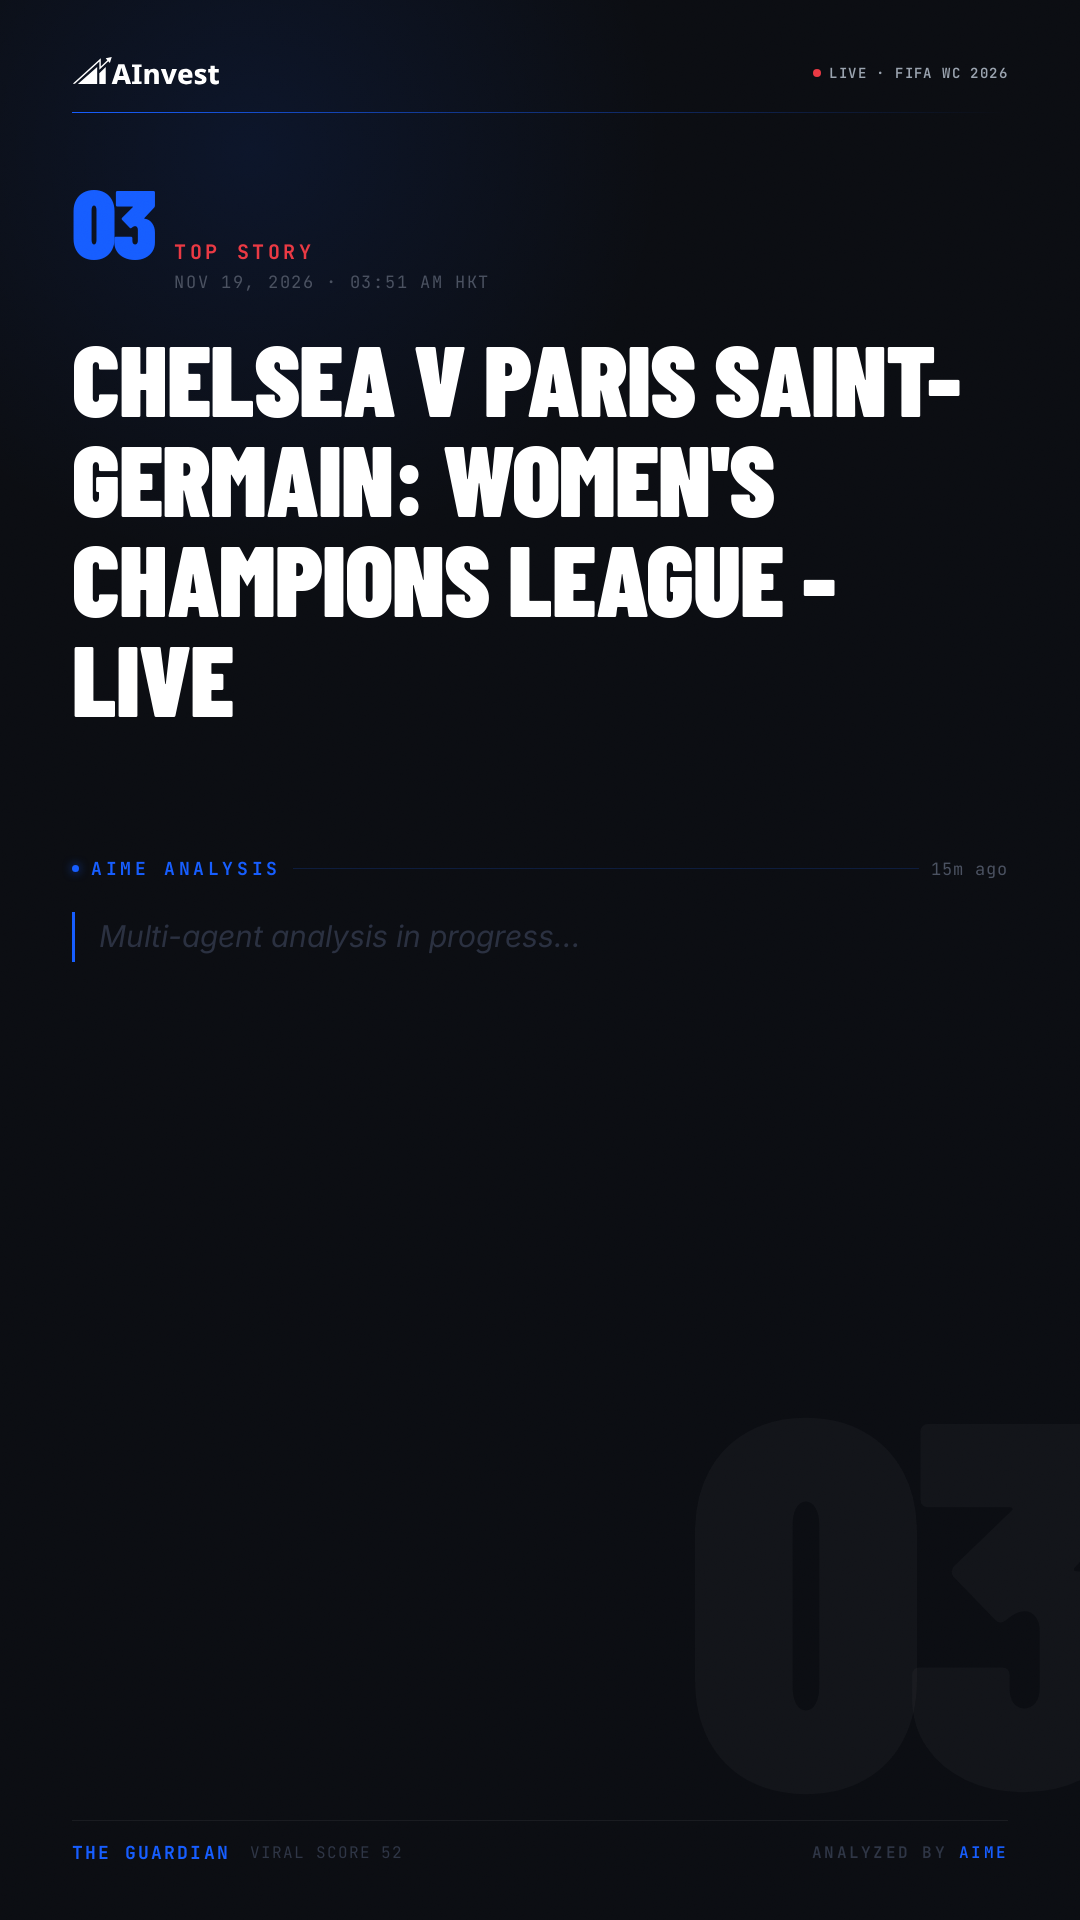 AInvest
LIVE · FIFA WC 2026
03
TOP STORY
NOV 19, 2026 · 03:51 AM HKT
CHELSEA V PARIS SAINT-
GERMAIN: WOMEN'S
CHAMPIONS LEAGUE -
LIVE
AIME ANALYSIS
15m ago
Multi-agent analysis in progress...
03
THE GUARDIAN
VIRAL SCORE 52
ANALYZED BY AIME